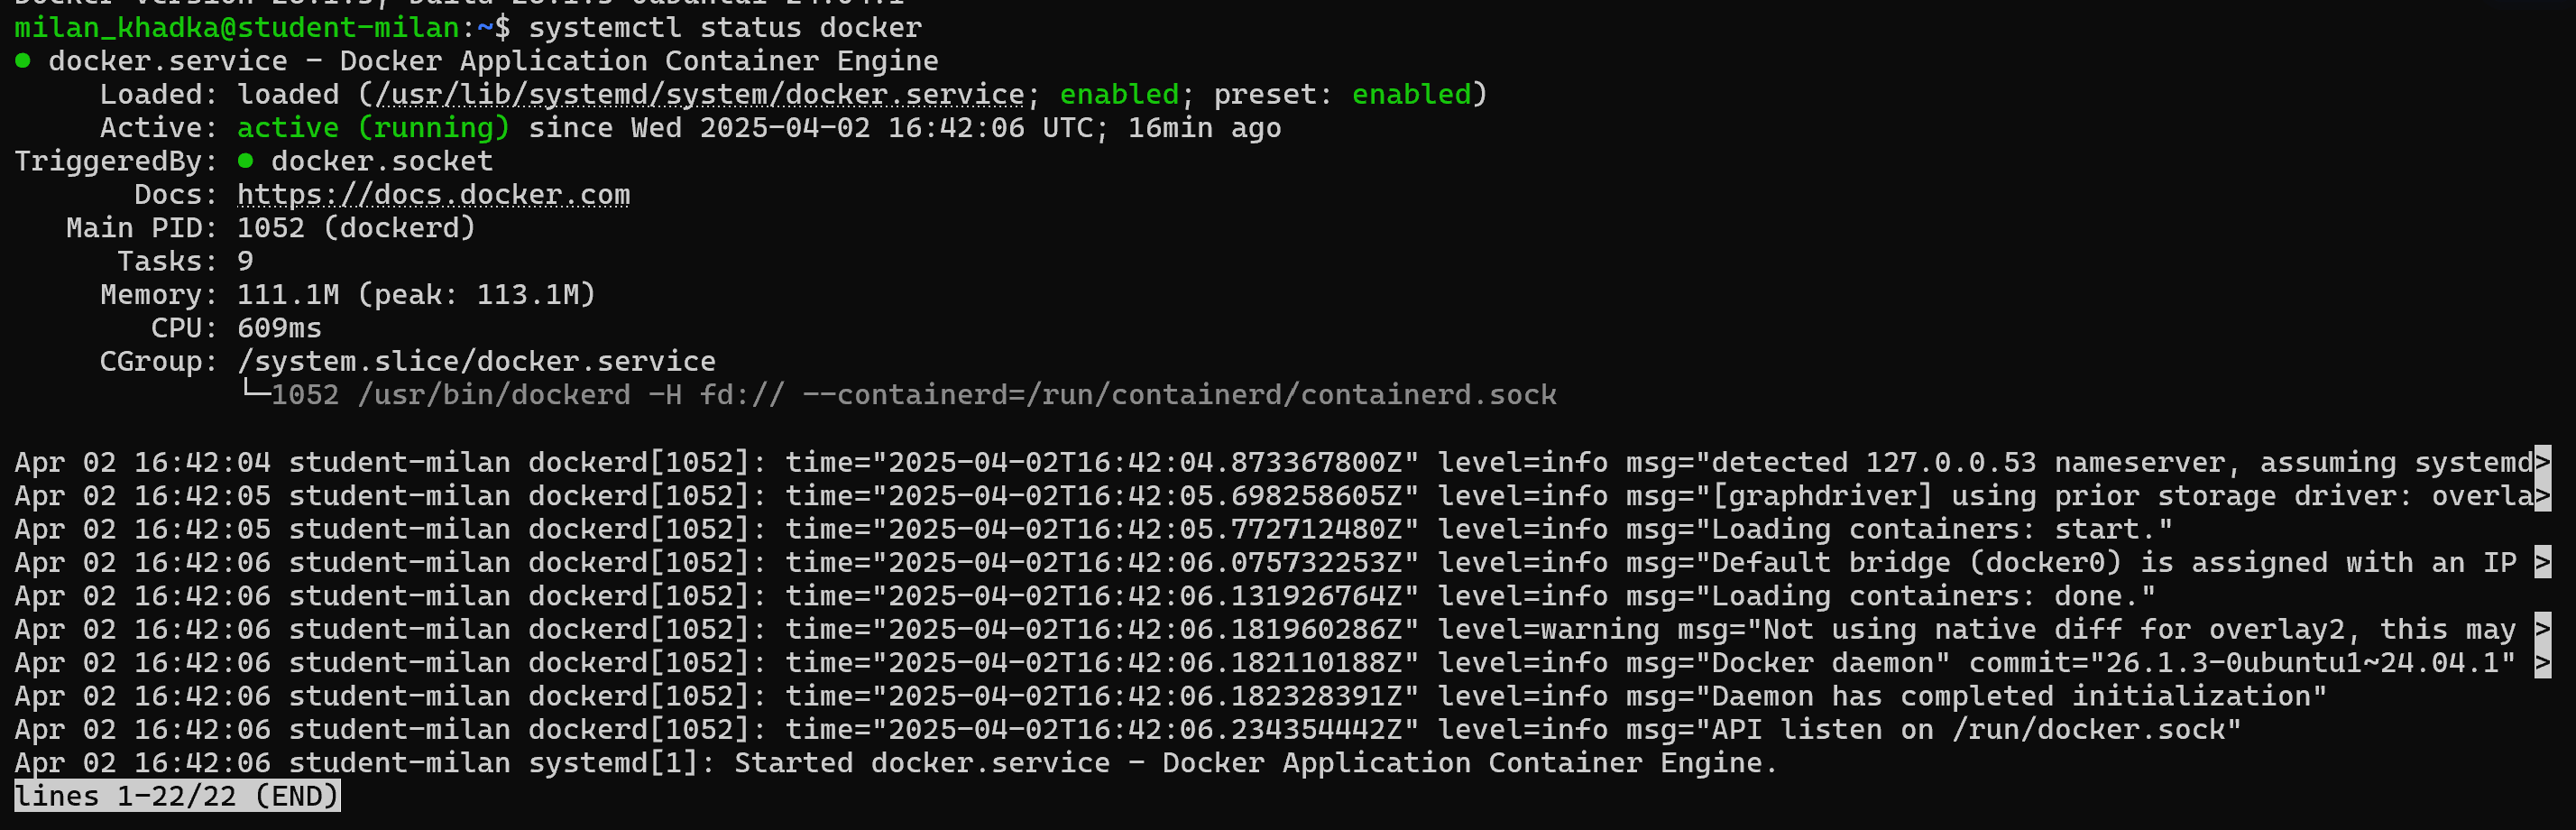 milan_khadka@student-milan:~$ systemctl status docker
● docker.service - Docker Application Container Engine
Loaded: loaded (/usr/lib/systemd/system/docker.service; enabled; preset: enabled)
Active: active (running) since Wed 2025-04-02 16:42:06 UTC; 16min ago
TriggeredBy: ● docker.socket
Docs: https://docs.docker.com
Main PID: 1052 (dockerd)
Tasks: 9
Memory: 111.1M (peak: 113.1M)
CPU: 609ms
CGroup: /system.slice/docker.service
└─1052 /usr/bin/dockerd -H fd:// --containerd=/run/containerd/containerd.sock
Apr 02 16:42:04 student-milan dockerd[1052]: time="2025-04-02T16:42:04.873367800Z" level=info msg="detected 127.0.0.53 nameserver, assuming systemd>
Apr 02 16:42:05 student-milan dockerd[1052]: time="2025-04-02T16:42:05.698258605Z" level=info msg="[graphdriver] using prior storage driver: overla>
Apr 02 16:42:05 student-milan dockerd[1052]: time="2025-04-02T16:42:05.772712480Z" level=info msg="Loading containers: start."
Apr 02 16:42:06 student-milan dockerd[1052]: time="2025-04-02T16:42:06.075732253Z" level=info msg="Default bridge (docker0) is assigned with an IP >
Apr 02 16:42:06 student-milan dockerd[1052]: time="2025-04-02T16:42:06.131926764Z" level=info msg="Loading containers: done."
Apr 02 16:42:06 student-milan dockerd[1052]: time="2025-04-02T16:42:06.181960286Z" level=warning msg="Not using native diff for overlay2, this may >
Apr 02 16:42:06 student-milan dockerd[1052]: time="2025-04-02T16:42:06.182110188Z" level=info msg="Docker daemon" commit="26.1.3-0ubuntu1~24.04.1" >
Apr 02 16:42:06 student-milan dockerd[1052]: time="2025-04-02T16:42:06.182328391Z" level=info msg="Daemon has completed initialization"
Apr 02 16:42:06 student-milan dockerd[1052]: time="2025-04-02T16:42:06.234354442Z" level=info msg="API listen on /run/docker.sock"
Apr 02 16:42:06 student-milan systemd[1]: Started docker.service - Docker Application Container Engine.
lines 1-22/22 (END)